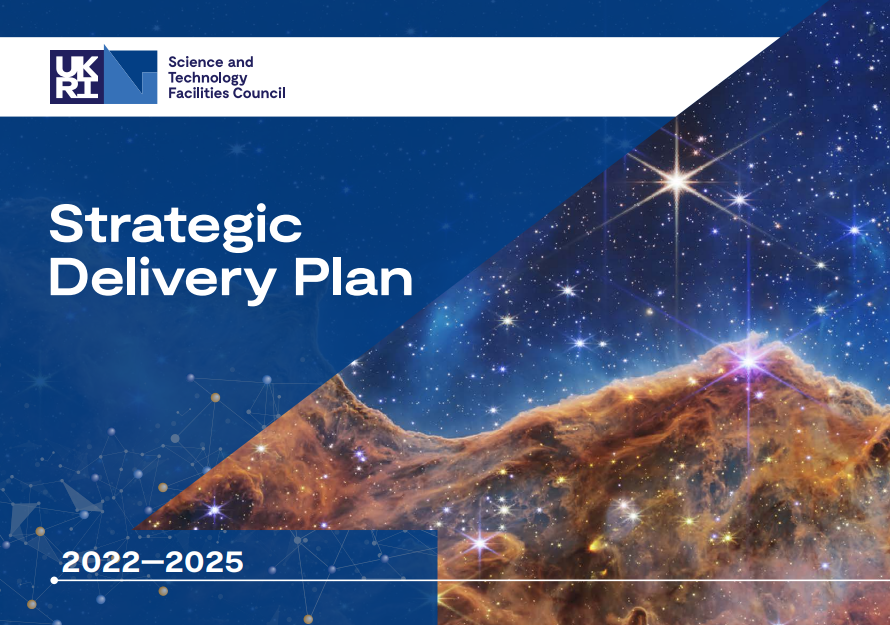 UK
RI
Science and
Technology
Facilities Council
Strategic
Delivery Plan
2022—2025